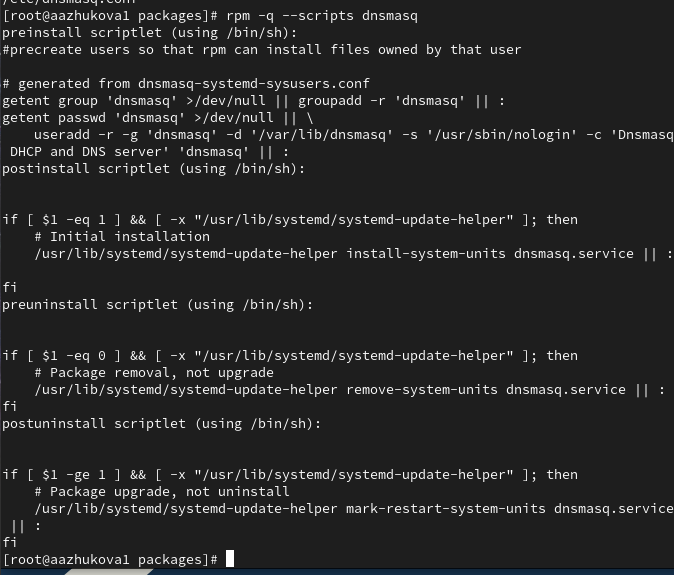 /etc/dnsmasq.conf
[root@aazhukova1 packages]# rpm -q --scripts dnsmasq
preinstall scriptlet (using /bin/sh):
#precreate users so that rpm can install files owned by that user
# generated from dnsmasq-systemd-sysusers.conf
getent group 'dnsmasq' >/dev/null || groupadd -r 'dnsmasq' || :
getent passwd 'dnsmasq' >/dev/null || \
    useradd -r -g 'dnsmasq' -d '/var/lib/dnsmasq' -s '/usr/sbin/nologin' -c 'Dnsmasq
 DHCP and DNS server' 'dnsmasq' || :
postinstall scriptlet (using /bin/sh):
if [ $1 -eq 1 ] && [ -x "/usr/lib/systemd/systemd-update-helper" ]; then
    # Initial installation
    /usr/lib/systemd/systemd-update-helper install-system-units dnsmasq.service || :
fi
preuninstall scriptlet (using /bin/sh):
if [ $1 -eq 0 ] && [ -x "/usr/lib/systemd/systemd-update-helper" ]; then
    # Package removal, not upgrade
    /usr/lib/systemd/systemd-update-helper remove-system-units dnsmasq.service || :
fi
postuninstall scriptlet (using /bin/sh):
if [ $1 -ge 1 ] && [ -x "/usr/lib/systemd/systemd-update-helper" ]; then
    # Package upgrade, not uninstall
    /usr/lib/systemd/systemd-update-helper mark-restart-system-units dnsmasq.service
 || :
fi
[root@aazhukova1 packages]#